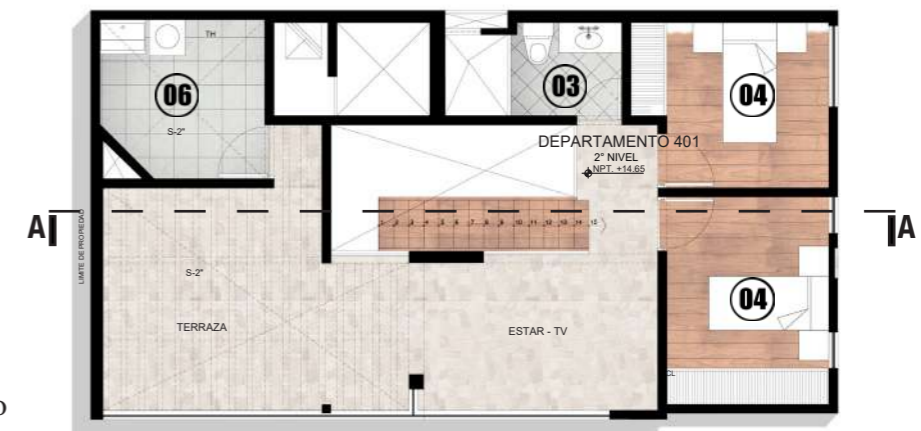 TH
06
S-2"
03
04
DEPARTAMENTO 401
2° NIVEL
NPT. +14.65
A
A
LIMITE DE PROPIEDAD
1 2 3 4 5 6 7 8 9 10 11 12 13 14 15
S-2"
04
TERRAZA
ESTAR - TV
CL
O